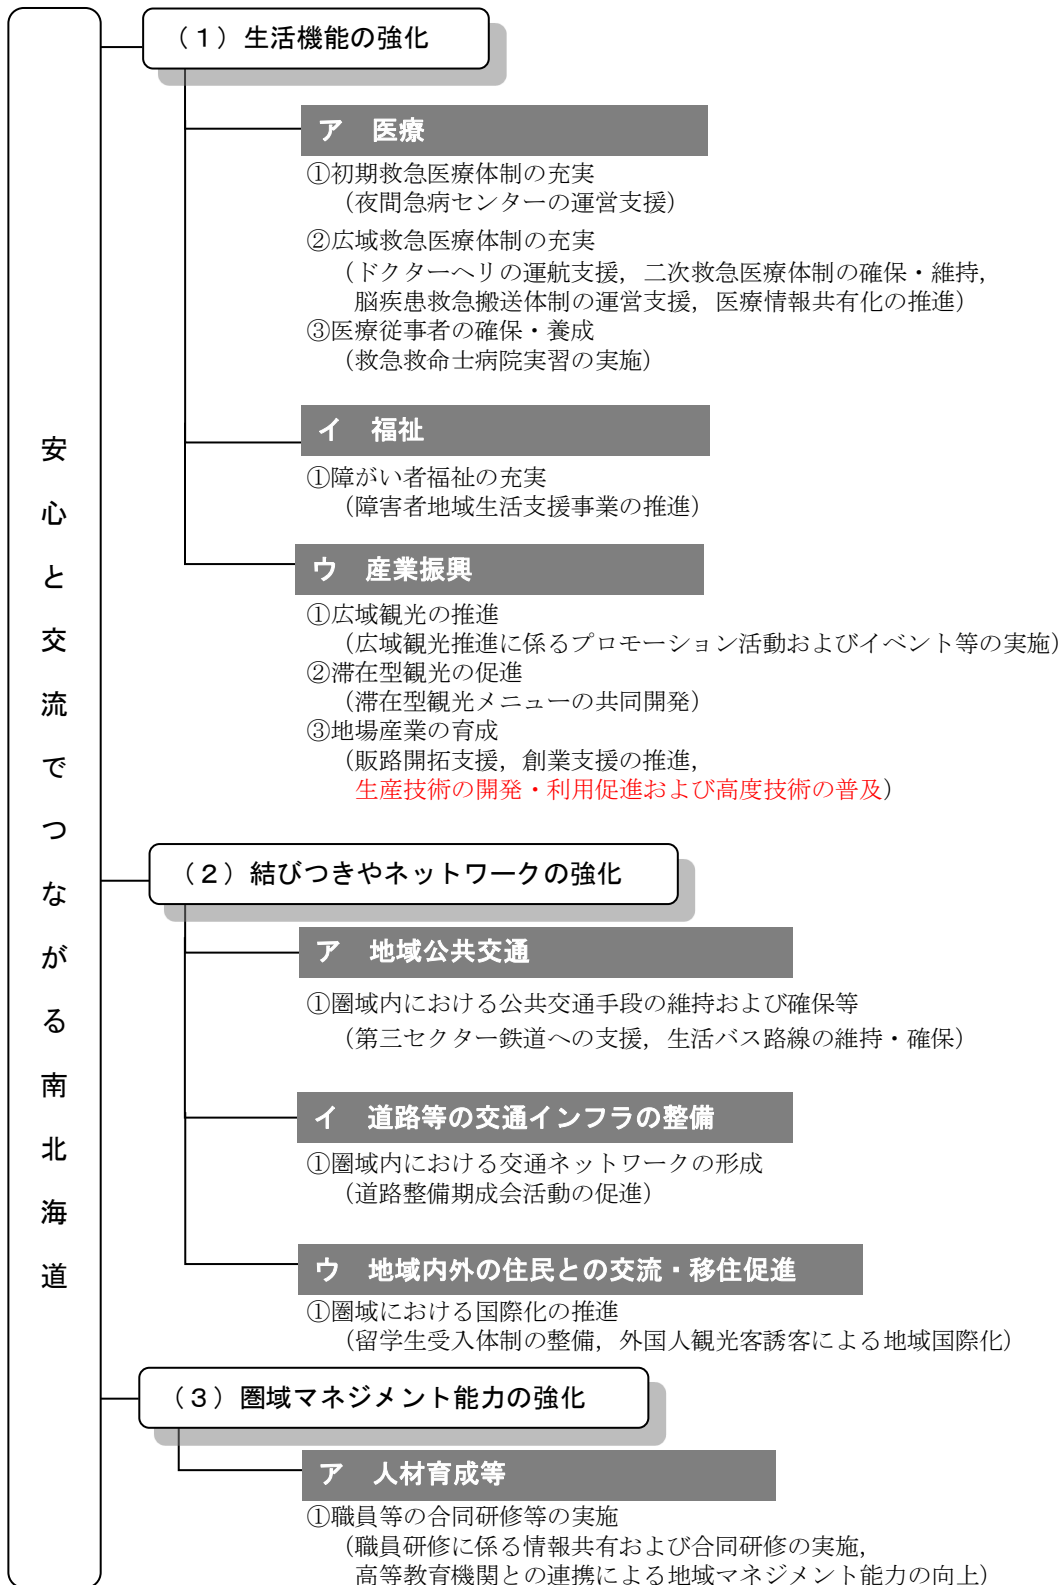 安心と交流でつながる南北海道
（１）生活機能の強化
ア　医療
①初期救急医療体制の充実
（夜間急病センターの運営支援）
②広域救急医療体制の充実
（ドクターヘリの運航支援，二次救急医療体制の確保・維持，
脳疾患救急搬送体制の運営支援，医療情報共有化の推進）
③医療従事者の確保・養成
（救急救命士病院実習の実施）
イ　福祉
①障がい者福祉の充実
（障害者地域生活支援事業の推進）
ウ　産業振興
①広域観光の推進
（広域観光推進に係るプロモーション活動およびイベント等の実施）
②滞在型観光の促進
（滞在型観光メニューの共同開発）
③地場産業の育成
（販路開拓支援，創業支援の推進，
生産技術の開発・利用促進および高度技術の普及）
（２）結びつきやネットワークの強化
ア　地域公共交通
①圏域内における公共交通手段の維持および確保等
（第三セクター鉄道への支援，生活バス路線の維持・確保）
イ　道路等の交通インフラの整備
①圏域内における交通ネットワークの形成
（道路整備期成会活動の促進）
ウ　地域内外の住民との交流・移住促進
①圏域における国際化の推進
（留学生受入体制の整備，外国人観光客誘客による地域国際化）
（３）圏域マネジメント能力の強化
ア　人材育成等
①職員等の合同研修等の実施
（職員研修に係る情報共有および合同研修の実施，
高等教育機関との連携による地域マネジメント能力の向上）